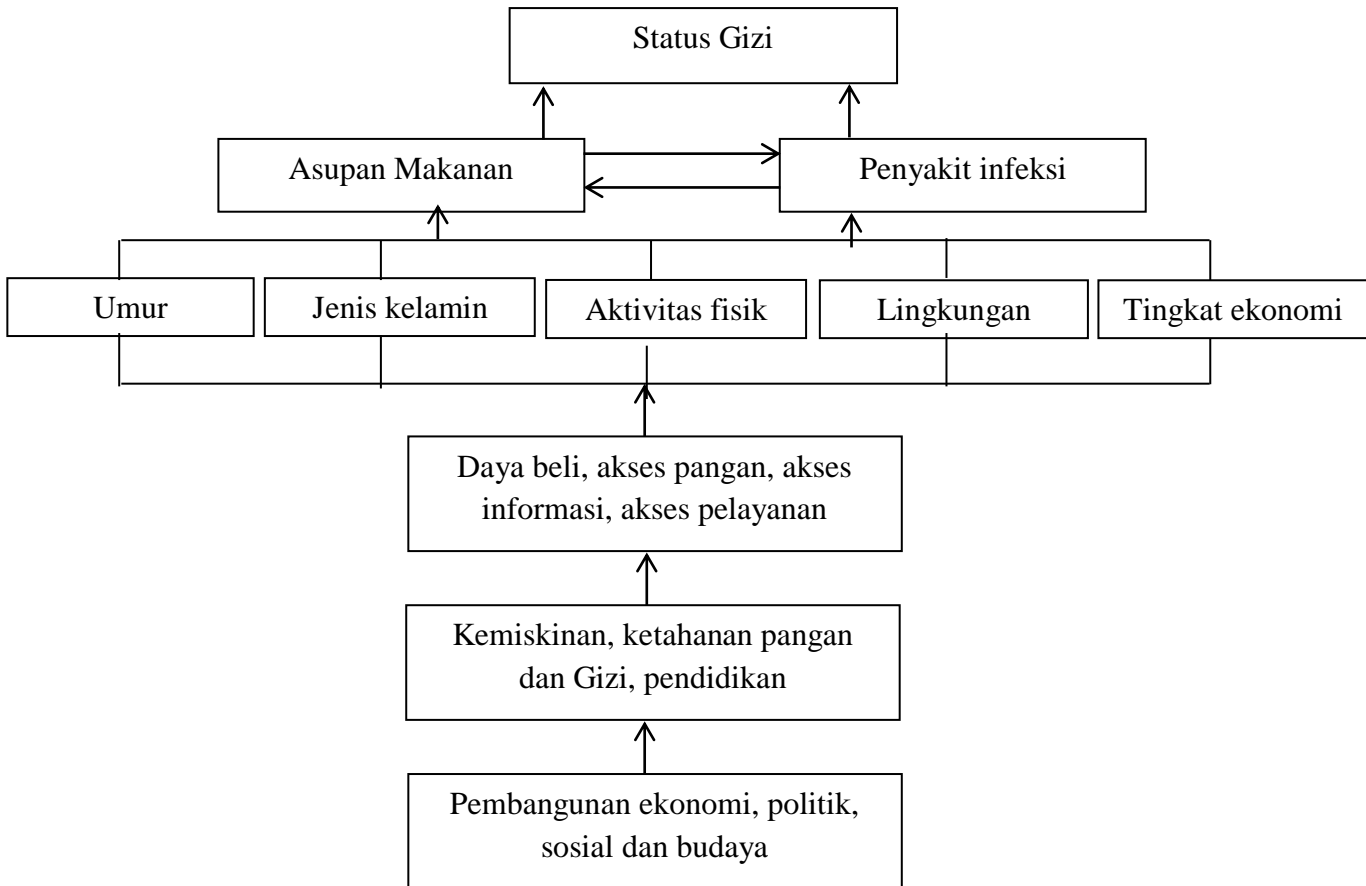 Status Gizi
Asupan Makanan
Penyakit infeksi
Umur
Jenis kelamin
Aktivitas fisik
Lingkungan
Tingkat ekonomi
Daya beli, akses pangan, akses
informasi, akses pelayanan
Kemiskinan, ketahanan pangan
dan Gizi, pendidikan
Pembangunan ekonomi, politik,
sosial dan budaya